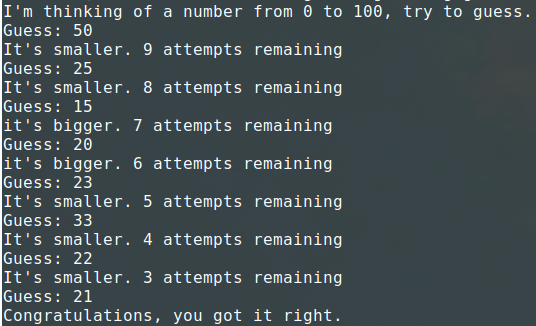 I'm thinking of a number from 0 to 100, try to guess.
Guess: 50
It's smaller. 9 attempts remaining
Guess: 25
It's smaller. 8 attempts remaining
Guess: 15
it's bigger. 7 attempts remaining
Guess: 20
it's bigger. 6 attempts remaining
Guess: 23
It's smaller. 5 attempts remaining
Guess: 33
It's smaller. 4 attempts remaining
Guess: 22
It's smaller. 3 attempts remaining
Guess: 21
Congratulations, you got it right.